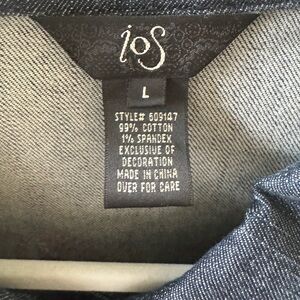 ios
L
STYLE# 609147
99% COTTON
1% SPANDEX
EXCLUSIVE OF
DECORATION
MADE IN CHINA
OVER FOR CARE